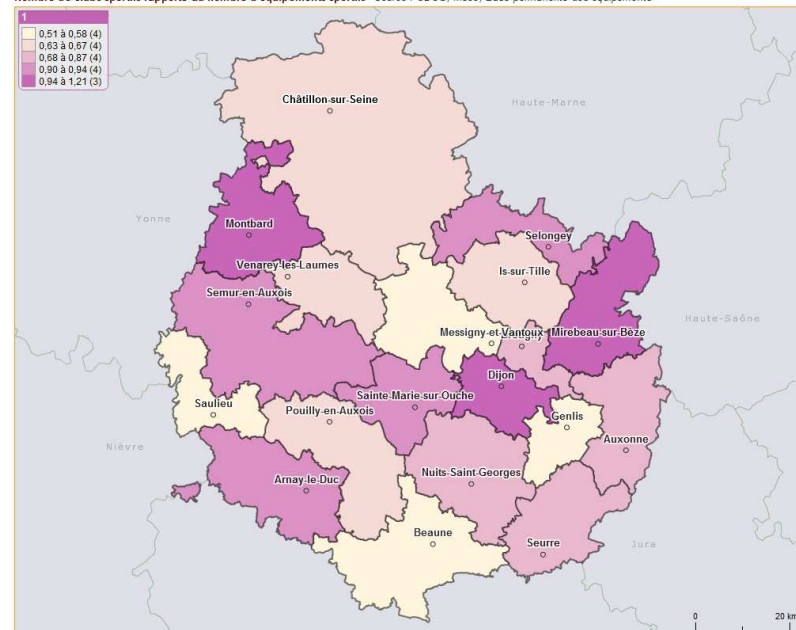 1
0,51 à 0,58 (4)
0,63 à 0,67 (4)
0,68 à 0,87 (4)
0,90 à 0,94 (4)
0,94 à 1,21 (3)
Châtillon-sur-Seine
Haute-Marne
Yonne
Montbard
Selongey
Venarey-les-Laumes
Is-sur-Tille
Semur-en-Auxois
Haute-Saône
Messigny-et-Vantoux
Mirebeau-sur-Bèze
Dijon
Sainte-Marie-sur-Ouche
Saulieu
Pouilly-en-Auxois
Genlis
Auxonne
Nièvre
Arnay-le-Duc
Nuits-Saint-Georges
Beaune
Seurre
Jura
0
20 km